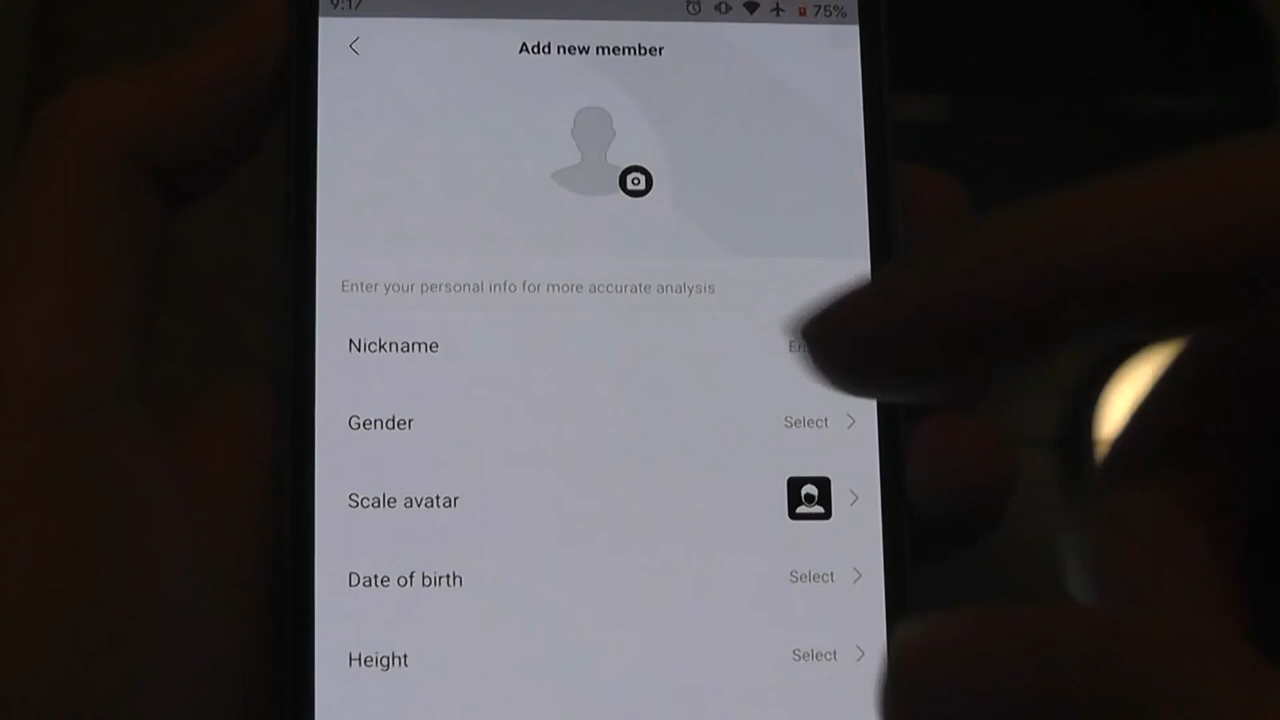 9:17
75%
Add new member
Enter your personal info for more accurate analysis
Nickname
Gender Select
Scale avatar
Date of birth Select
Height Select